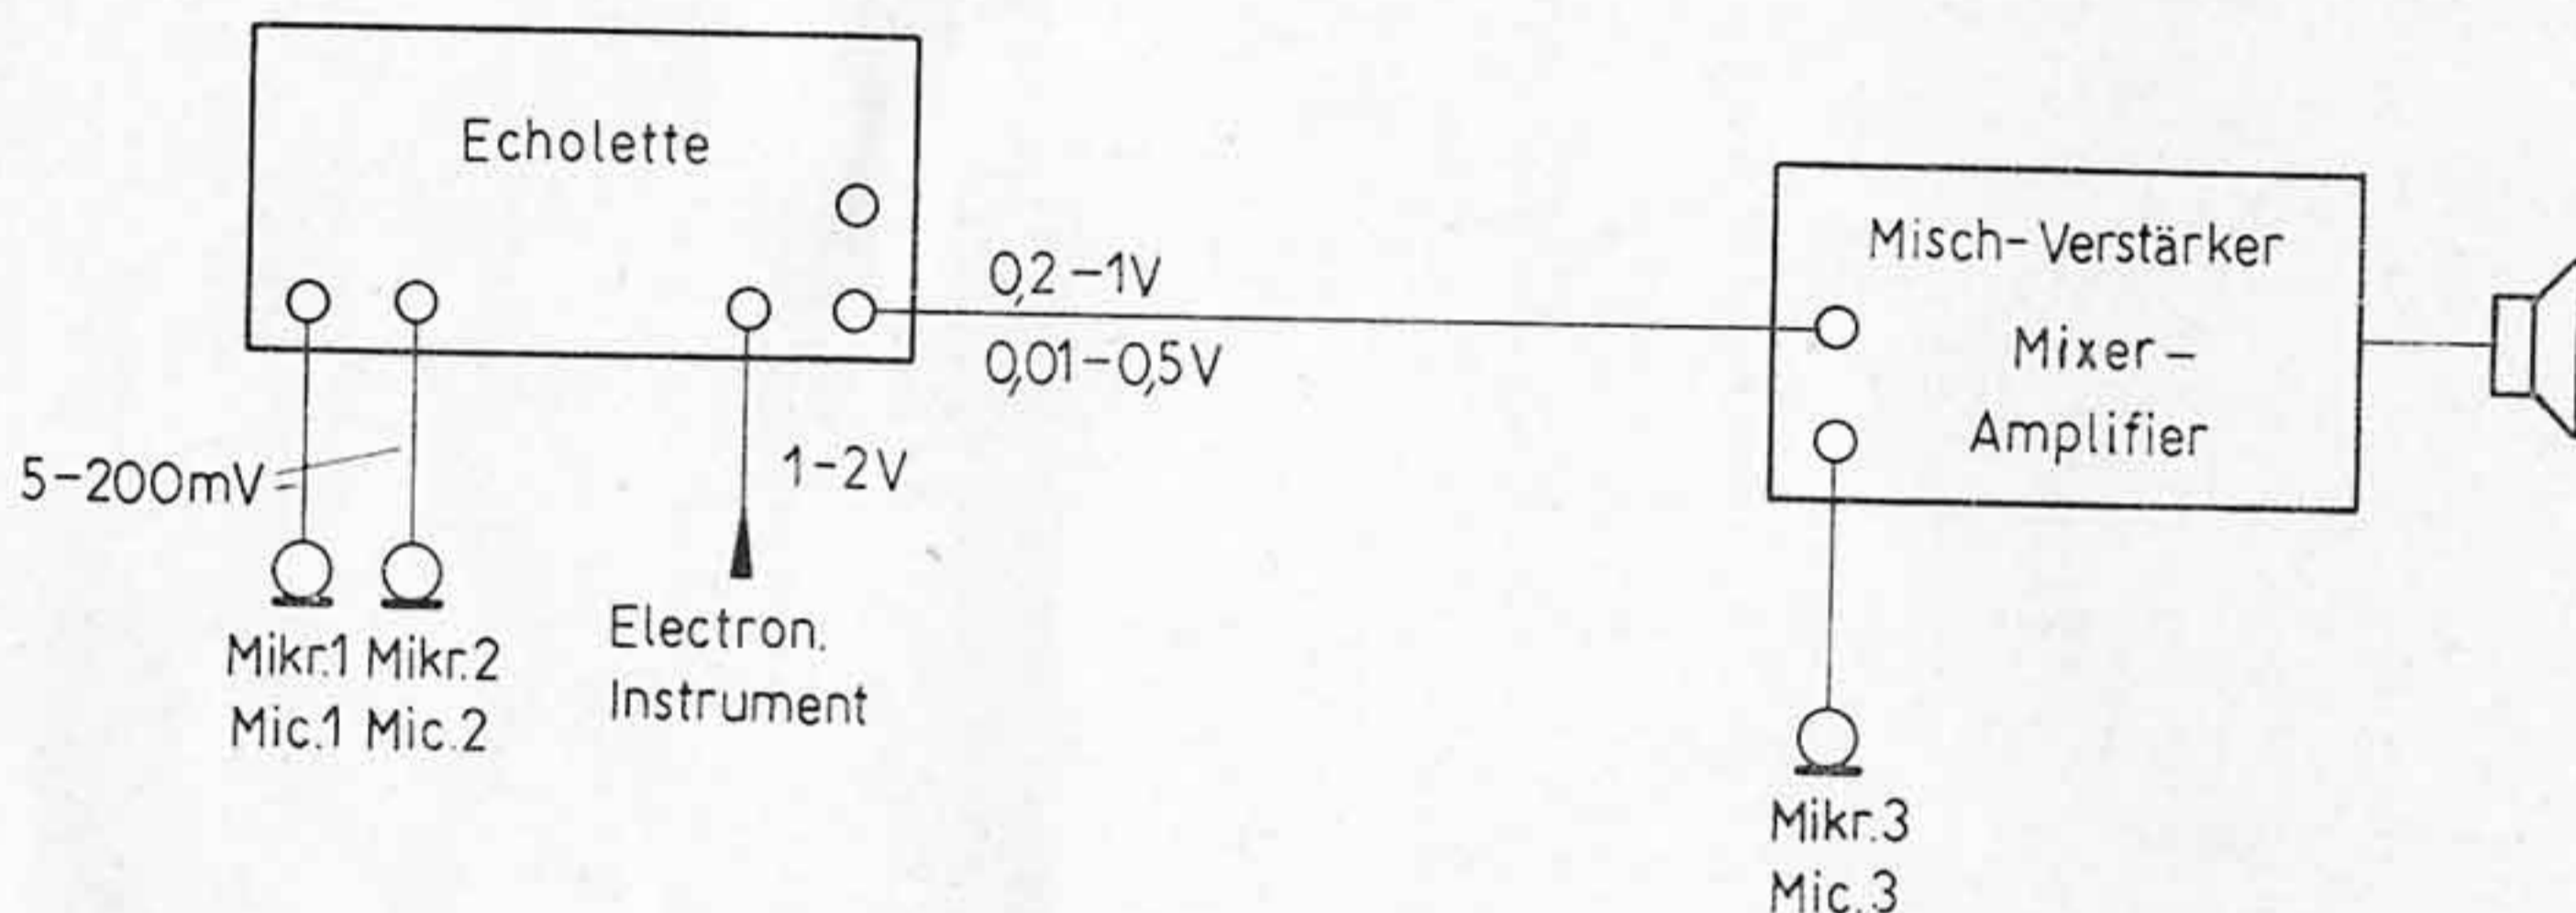 Echolette
0,2-1V
0,01-0,5V
Misch-Verstärker
Mixer-
Amplifier
5-200mV
1-2V
Mikr.1 Mikr.2
Mic.1 Mic.2
Electron.
Instrument
Mikr.3
Mic.3